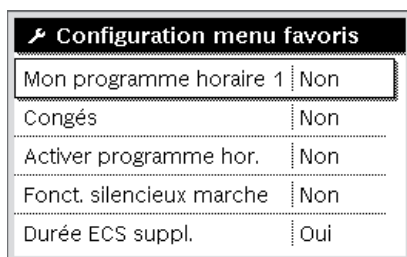 Configuration menu favoris
Mon programme horaire 1 Non
Congés Non
Activer programme hor. Non
Fonct. silencieux marche Non
Durée ECS suppl. Oui